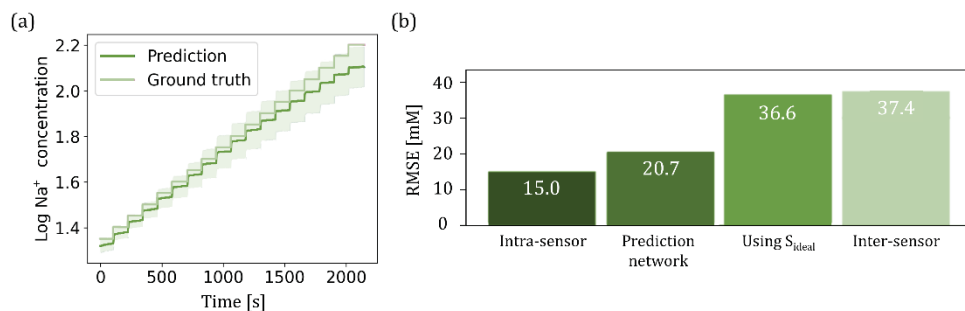 (a)
Log Na⁺ concentration
2.2
2.0
1.8
1.6
1.4
Prediction
Ground truth
0
500
1000
1500
2000
Time [s]
(b)
RMSE [mM]
40
30
20
10
0
15.0
20.7
36.6
37.4
Intra-sensor
Prediction
network
Using S_ideal
Inter-sensor